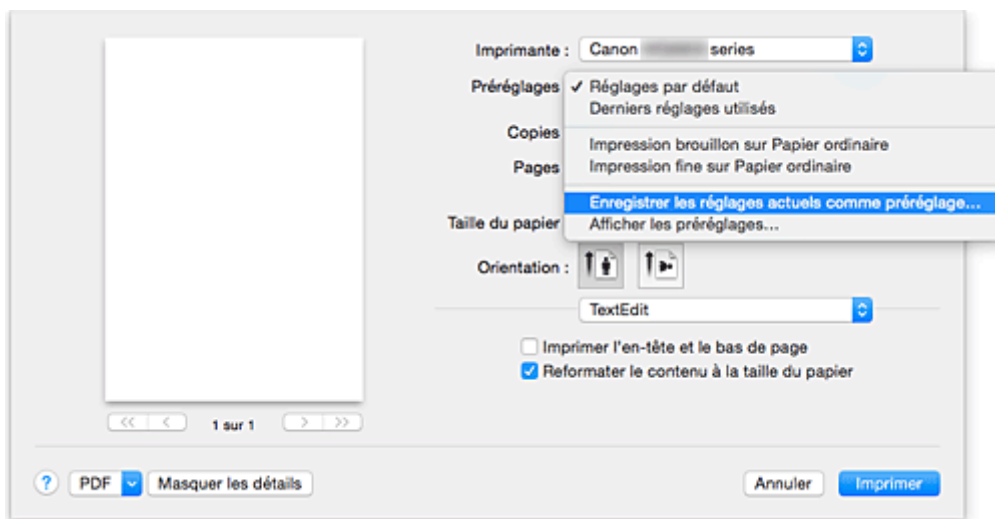 Imprimante : Canon series
Préréglages ✓ Réglages par défaut
Derniers réglages utilisés
Impression brouillon sur Papier ordinaire
Impression fine sur Papier ordinaire
Enregistrer les réglages actuels comme préréglage...
Afficher les préréglages...
Copies
Pages
Taille du papier
Orientation :
TextEdit
Imprimer l'en-tête et le bas de page
Reformater le contenu à la taille du papier
<< < 1 sur 1 > >>
? PDF Masquer les détails Annuler Imprimer